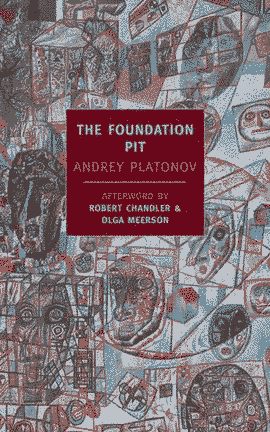 THE FOUNDATION
PIT
ANDREY PLATONOV
AFTERWORD BY
ROBERT CHANDLER &
OLGA MEERSON